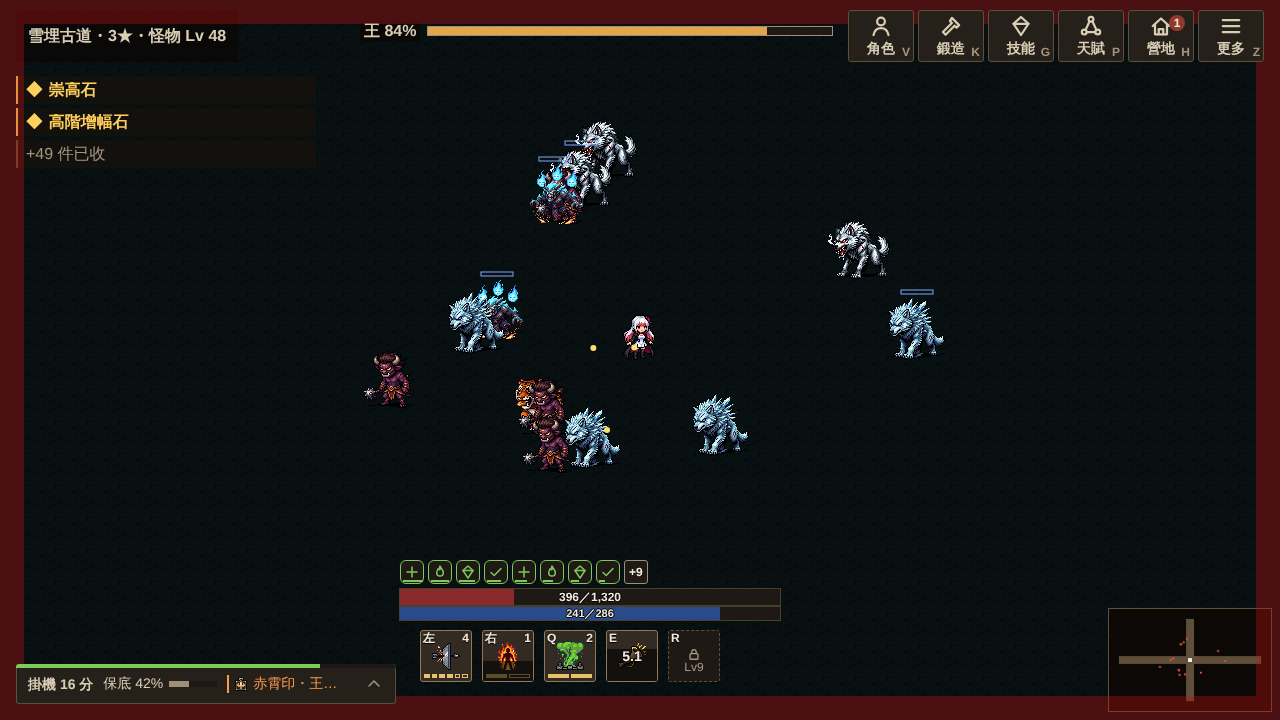 雪埋古道・3★・怪物 Lv 48
王 84%
角色 V
鍛造 K
技能 G
天賦 P
1
營地 H
更多 Z
崇高石
高階增幅石
+49 件已收
+9
396／1,320
241／286
左 4
右 1
Q 2
E 5.1
R Lv9
掛機 16 分 保底 42% 赤霄印・王…